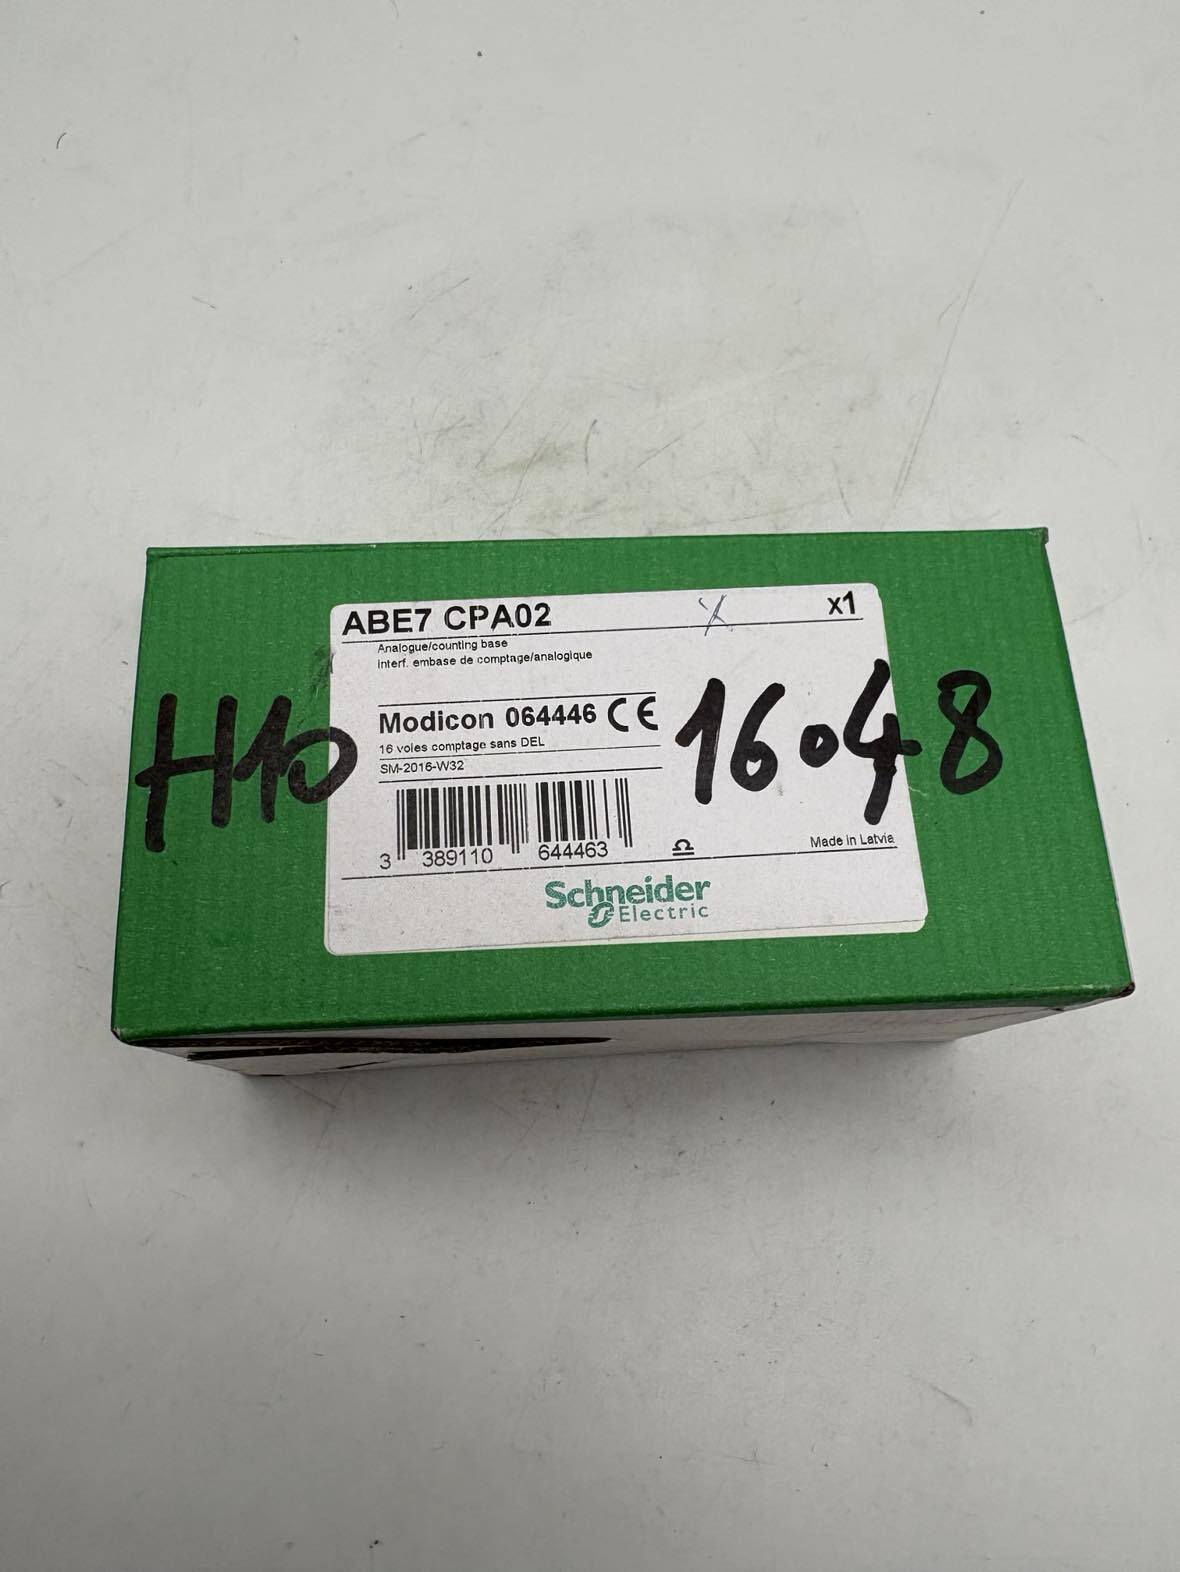 ABE7 CPA02
x1
Analogue/counting base
Interf. embase de comptage/analogique
H10
Modicon 064446 CE
16048
16 voies comptage sans DEL
SM-2016-W32
3 389110 644463
Made in Latvia
Schneider
Electric